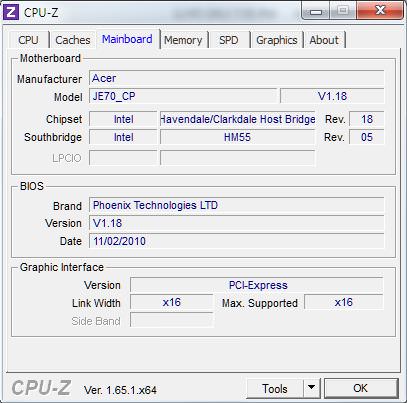 Z CPU-Z
CPU Caches Mainboard Memory SPD Graphics About
Motherboard
Manufacturer Acer
Model JE70_CP V1.18
Chipset Intel Havendale/Clarkdale Host Bridge Rev. 18
Southbridge Intel HM55 Rev. 05
LPCIO
BIOS
Brand Phoenix Technologies LTD
Version V1.18
Date 11/02/2010
Graphic Interface
Version PCI-Express
Link Width x16 Max. Supported x16
Side Band
CPU-Z Ver. 1.65.1.x64 Tools OK